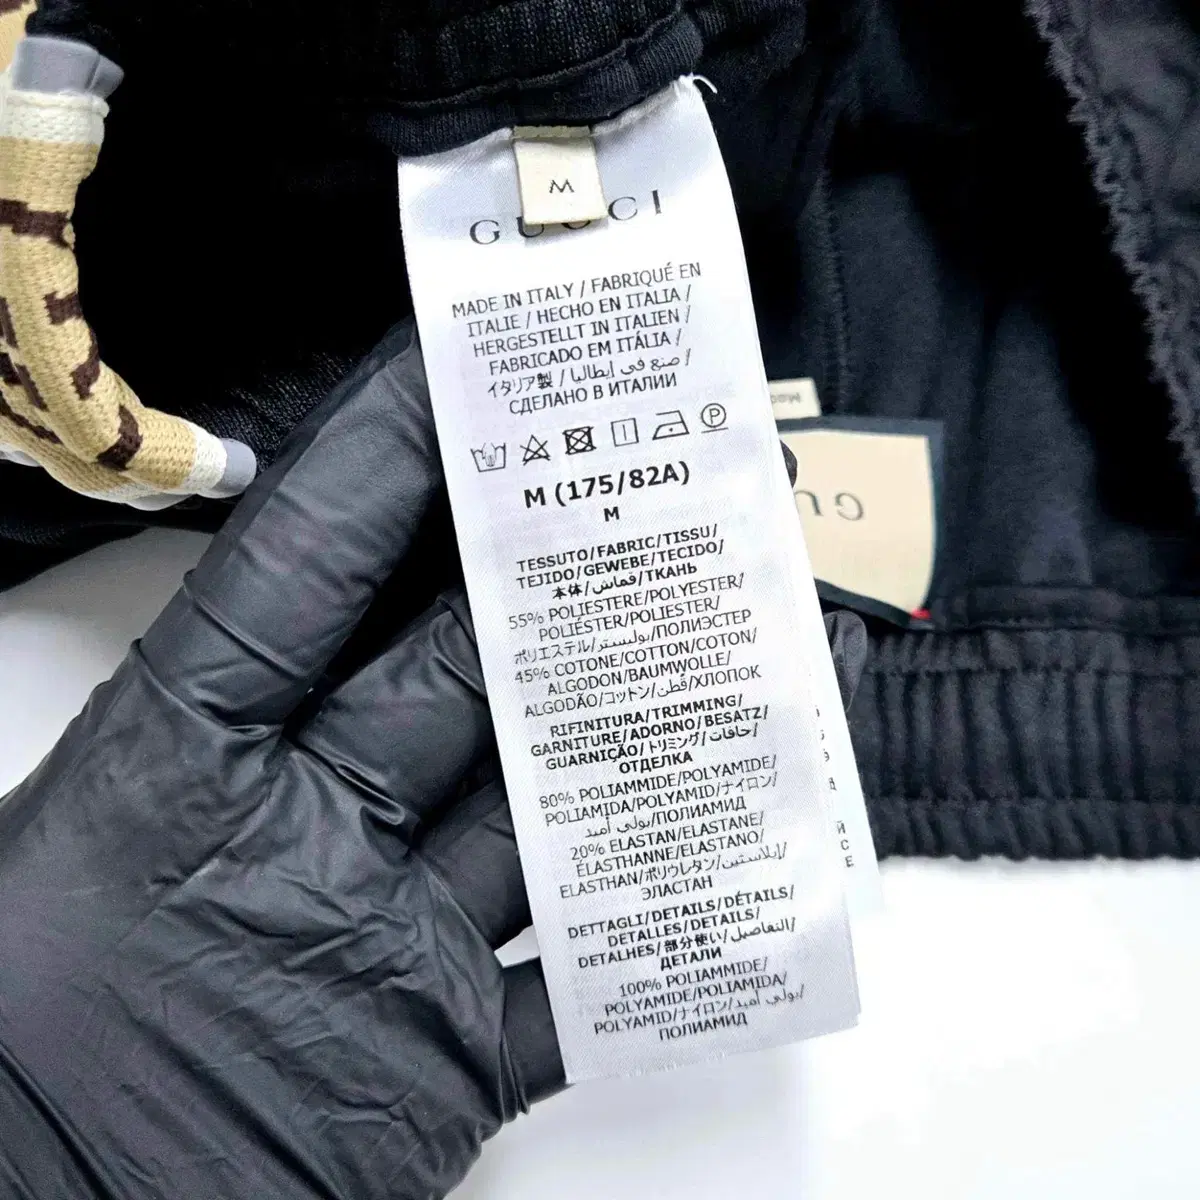 M
GUCCI
MADE IN ITALY / FABRIQUÉ EN
ITALIE / HECHO EN ITALIA /
HERGESTELLT IN ITALIEN /
FABRICADO EM ITÁLIA /
イタリア製 / صنع في إيطاليا /
СДЕЛАНО В ИТАЛИИ
P
M (175/82A)
M
TESSUTO/FABRIC/TISSU/
TEJIDO/GEWEBE/TECIDO/
本体/قماش/ТКАНЬ
55% POLIESTERE/POLYESTER/
POLIÉSTER/POLIESTER/
ポリエステル/بوليستر/ПОЛИЭСТЕР
45% COTONE/COTTON/COTON/
ALGODON/BAUMWOLLE/
ALGODÃO/コットン/قطن/ХЛОПОК
RIFINITURA/TRIMMING/
GARNITURE/ADORNO/BESATZ/
GUARNIÇÃO/トリミング/حافات/
ОТДЕЛКА
80% POLIAMMIDE/POLYAMIDE/
POLIAMIDA/POLYAMID/ナイロン/
بولي أميد/ПОЛИАМИД
20% ELASTAN/ELASTANE/
ÉLASTHANNE/ELASTANO/
ELASTHAN/ポリウレタン/إيلاستين/
ЭЛАСТАН
DETTAGLI/DETAILS/DÉTAILS/
DETALLES/DETAILS/
DETALHES/部分使い/التفاصيل/
ДЕТАЛИ
100% POLIAMMIDE/
POLYAMIDE/POLIAMIDA/
POLYAMID/ナイロン/بولي أميد/
ПОЛИАМИД
GU